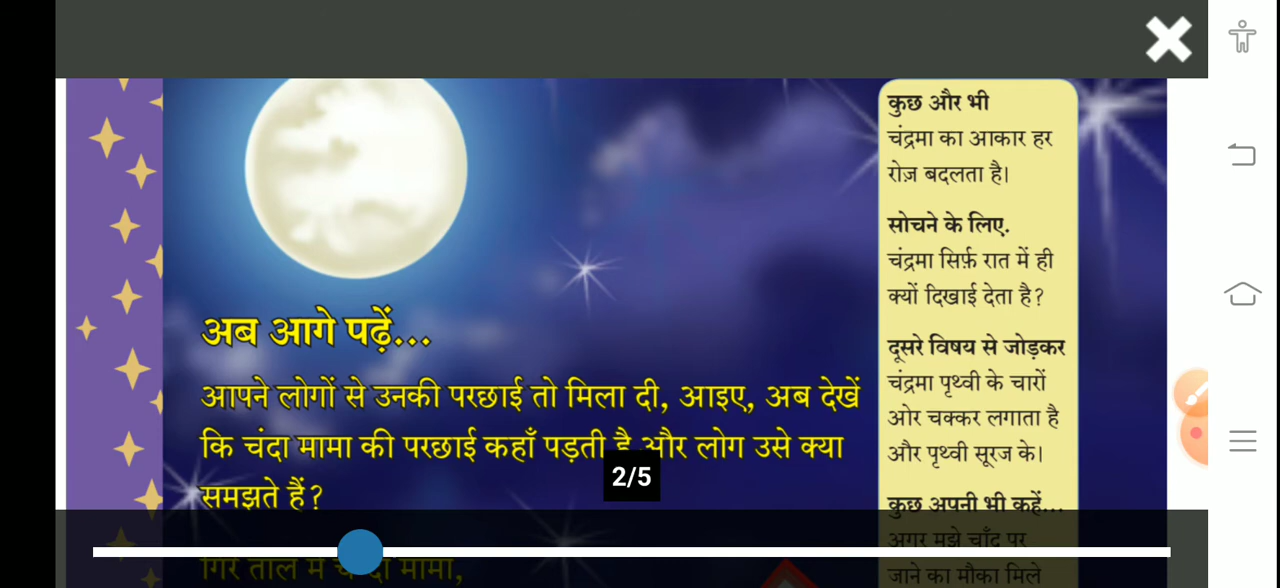 अब आगे पढ़ें...
आपने लोगों से उनकी परछाई तो मिला दी, आइए, अब देखें
कि चंदा मामा की परछाई कहाँ पड़ती है और लोग उसे क्या
समझते हैं?
गिरे ताल में चंदा मामा,
कुछ और भी
चंद्रमा का आकार हर
रोज़ बदलता है।
सोचने के लिए.
चंद्रमा सिर्फ़ रात में ही
क्यों दिखाई देता है?
दूसरे विषय से जोड़कर
चंद्रमा पृथ्वी के चारों
ओर चक्कर लगाता है
और पृथ्वी सूरज के।
कुछ अपनी भी कहें...
अगर मुझे चाँद पर
जाने का मौका मिले
2/5